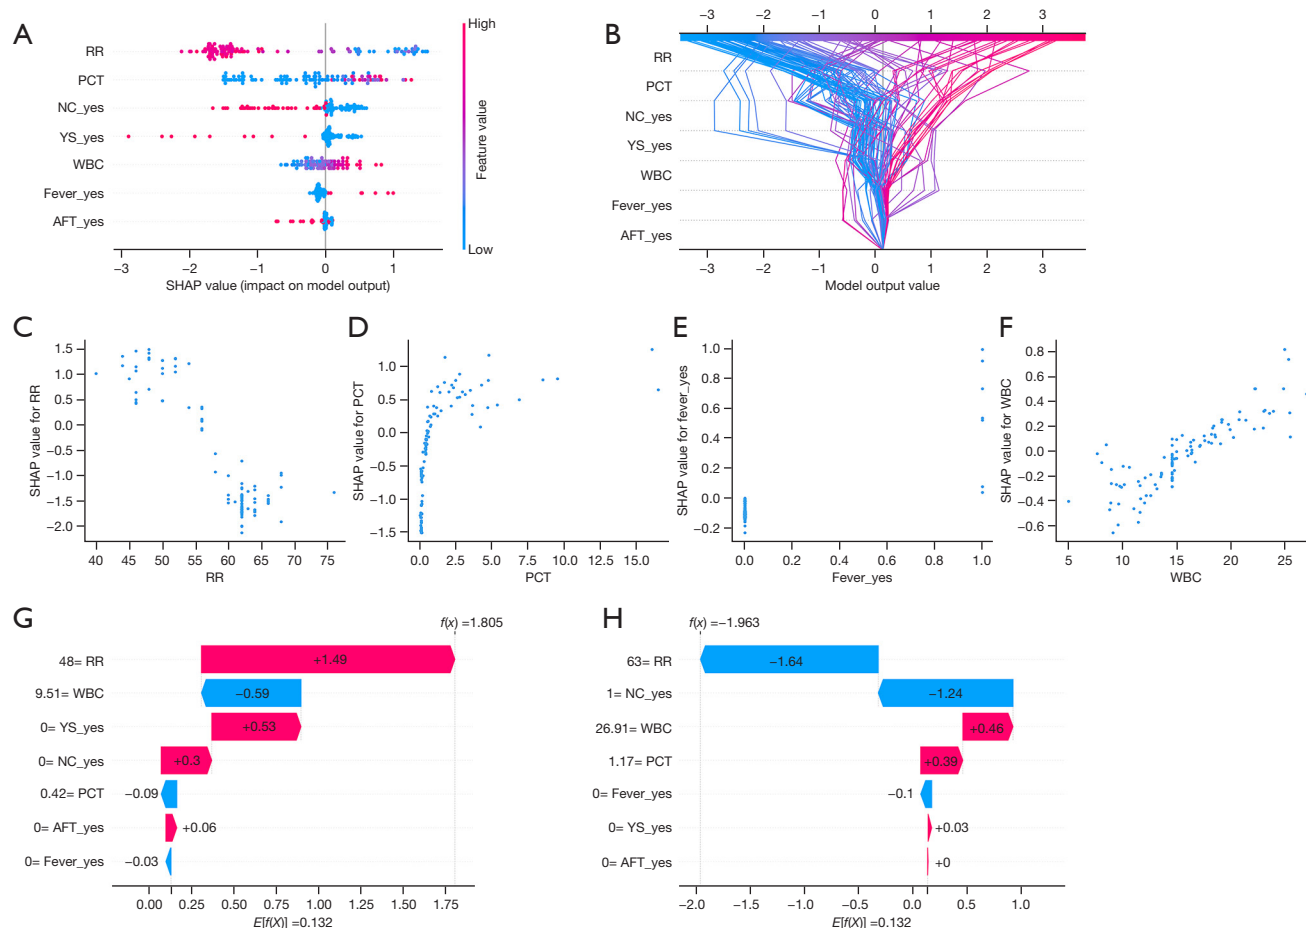 A
High
RR
PCT
NC_yes
YS_yes
WBC
Fever_yes
AFT_yes
Feature value
Low
−3 −2 −1 0 1
SHAP value (impact on model output)
B
−3 −2 −1 0 1 2 3
RR
PCT
NC_yes
YS_yes
WBC
Fever_yes
AFT_yes
−3 −2 −1 0 1 2 3
Model output value
C
SHAP value for RR
1.5
1.0
0.5
0.0
−0.5
−1.0
−1.5
−2.0
40 45 50 55 60 65 70 75
RR
D
SHAP value for PCT
1.0
0.5
0.0
−0.5
−1.0
−1.5
0.0 2.5 5.0 7.5 10.0 12.5 15.0
PCT
E
SHAP value for fever_yes
1.0
0.8
0.6
0.4
0.2
0.0
−0.2
0.0 0.2 0.4 0.6 0.8 1.0
Fever_yes
F
SHAP value for WBC
0.8
0.6
0.4
0.2
0.0
−0.2
−0.4
−0.6
5 10 15 20 25
WBC
G
f(x) =1.805
48= RR +1.49
9.51= WBC −0.59
0= YS_yes +0.53
0= NC_yes +0.3
0.42= PCT −0.09
0= AFT_yes +0.06
0= Fever_yes −0.03
0.00 0.25 0.50 0.75 1.00 1.25 1.50 1.75
E[f(X)] =0.132
H
f(x) =−1.963
63= RR −1.64
1= NC_yes −1.24
26.91= WBC +0.46
1.17= PCT +0.39
0= Fever_yes −0.1
0= YS_yes +0.03
0= AFT_yes +0
−2.0 −1.5 −1.0 −0.5 0.0 0.5 1.0
E[f(X)] =0.132